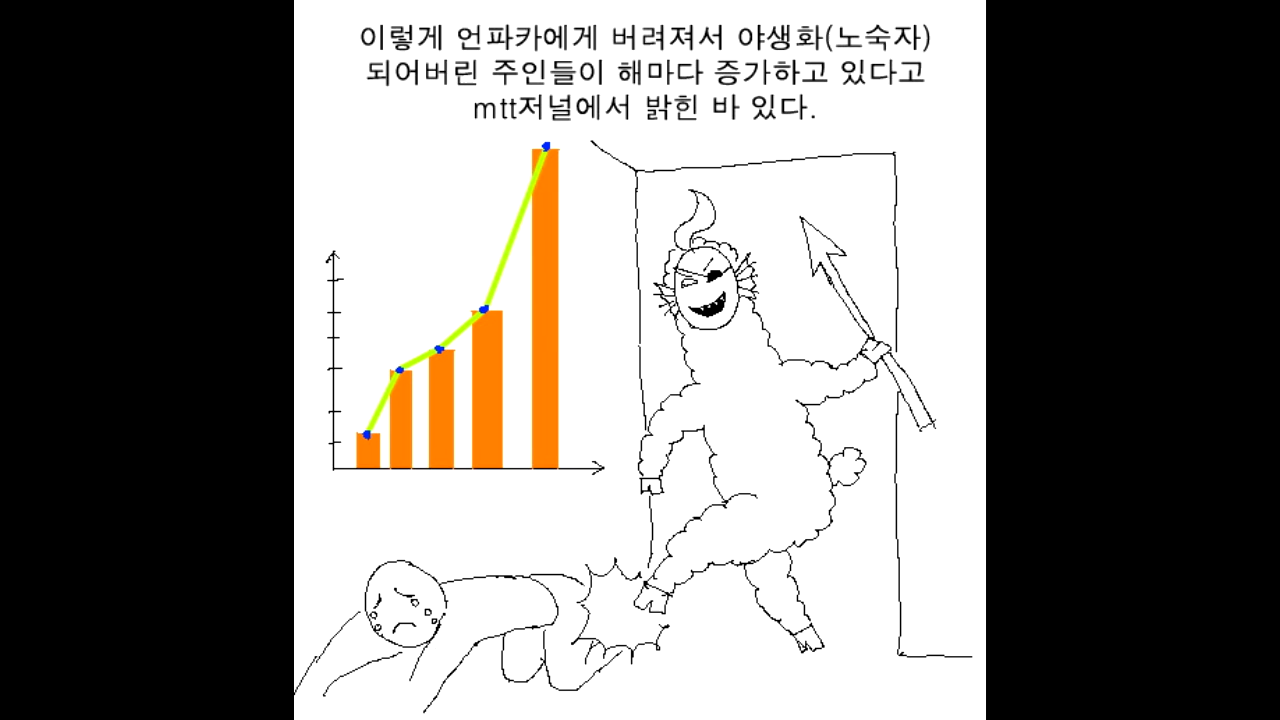 이렇게 언파카에게 버려져서 야생화(노숙자)
되어버린 주인들이 해마다 증가하고 있다고
mtt저널에서 밝힌 바 있다.